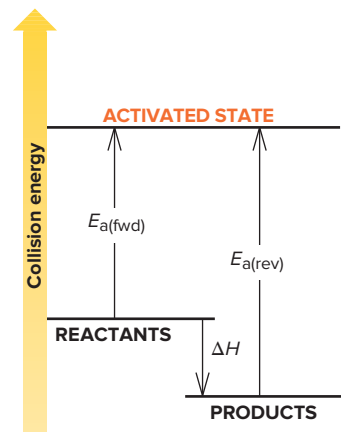 ACTIVATED STATE
Collision energy
Ea(fwd)
Ea(rev)
REACTANTS
ΔH
PRODUCTS